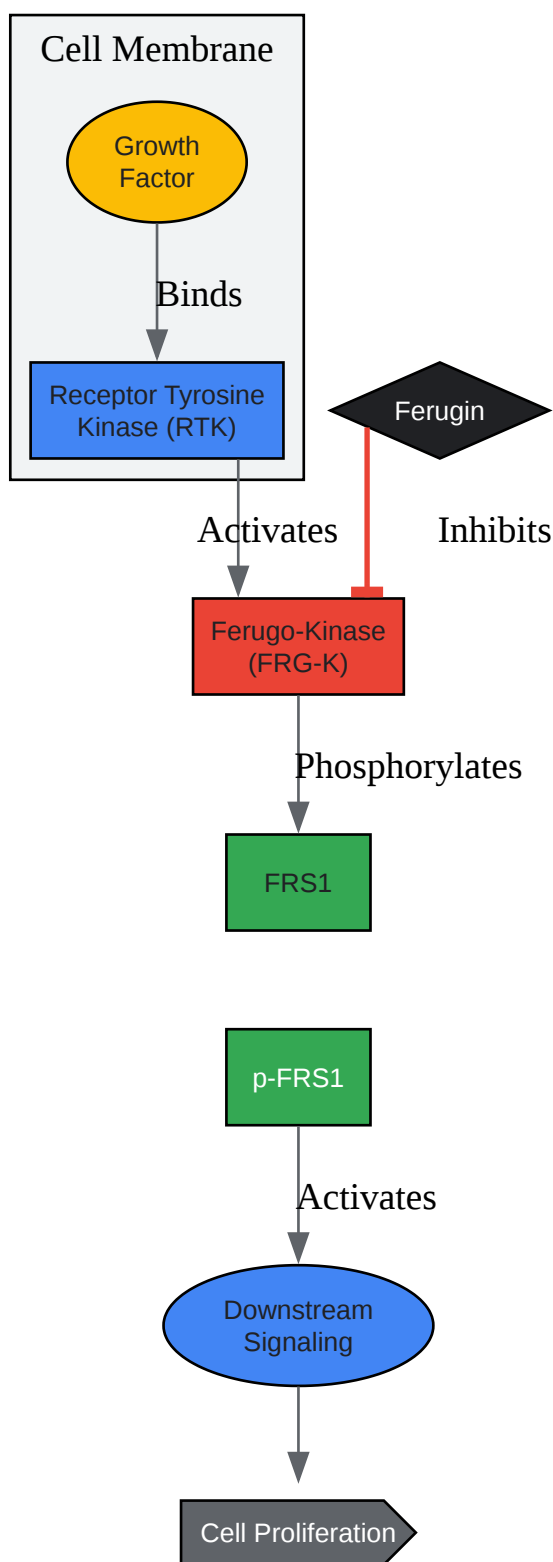 Cell Membrane
Growth
Factor
Binds
Receptor Tyrosine
Kinase (RTK)
Ferugin
Activates
Inhibits
Ferugo-Kinase
(FRG-K)
Phosphorylates
FRS1
p-FRS1
Activates
Downstream
Signaling
Cell Proliferation